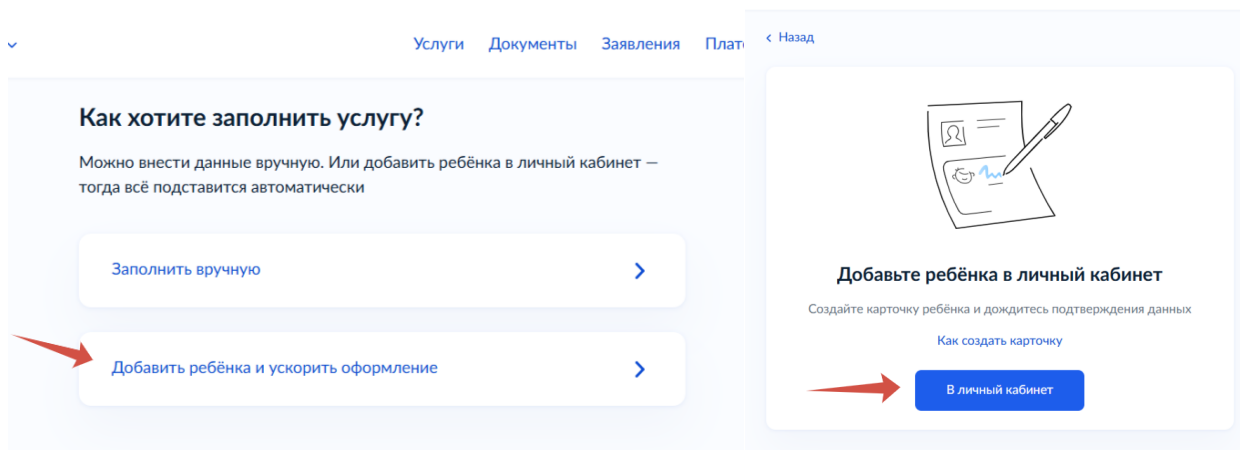 Услуги Документы Заявления
Как хотите заполнить услугу?
Можно внести данные вручную. Или добавить ребёнка в личный кабинет —
тогда всё подставится автоматически
Заполнить вручную
Добавить ребёнка и ускорить оформление
Назад
Добавьте ребёнка в личный кабинет
Создайте карточку ребёнка и дождитесь подтверждения данных
Как создать карточку
В личный кабинет